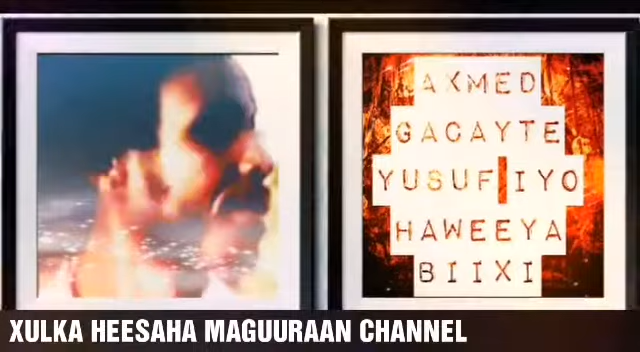 AXMED
GACAYTE
YUSUF IYO
HAWEEYA
BIIXI
XULKA HEESAHA MAGUURAAN CHANNEL